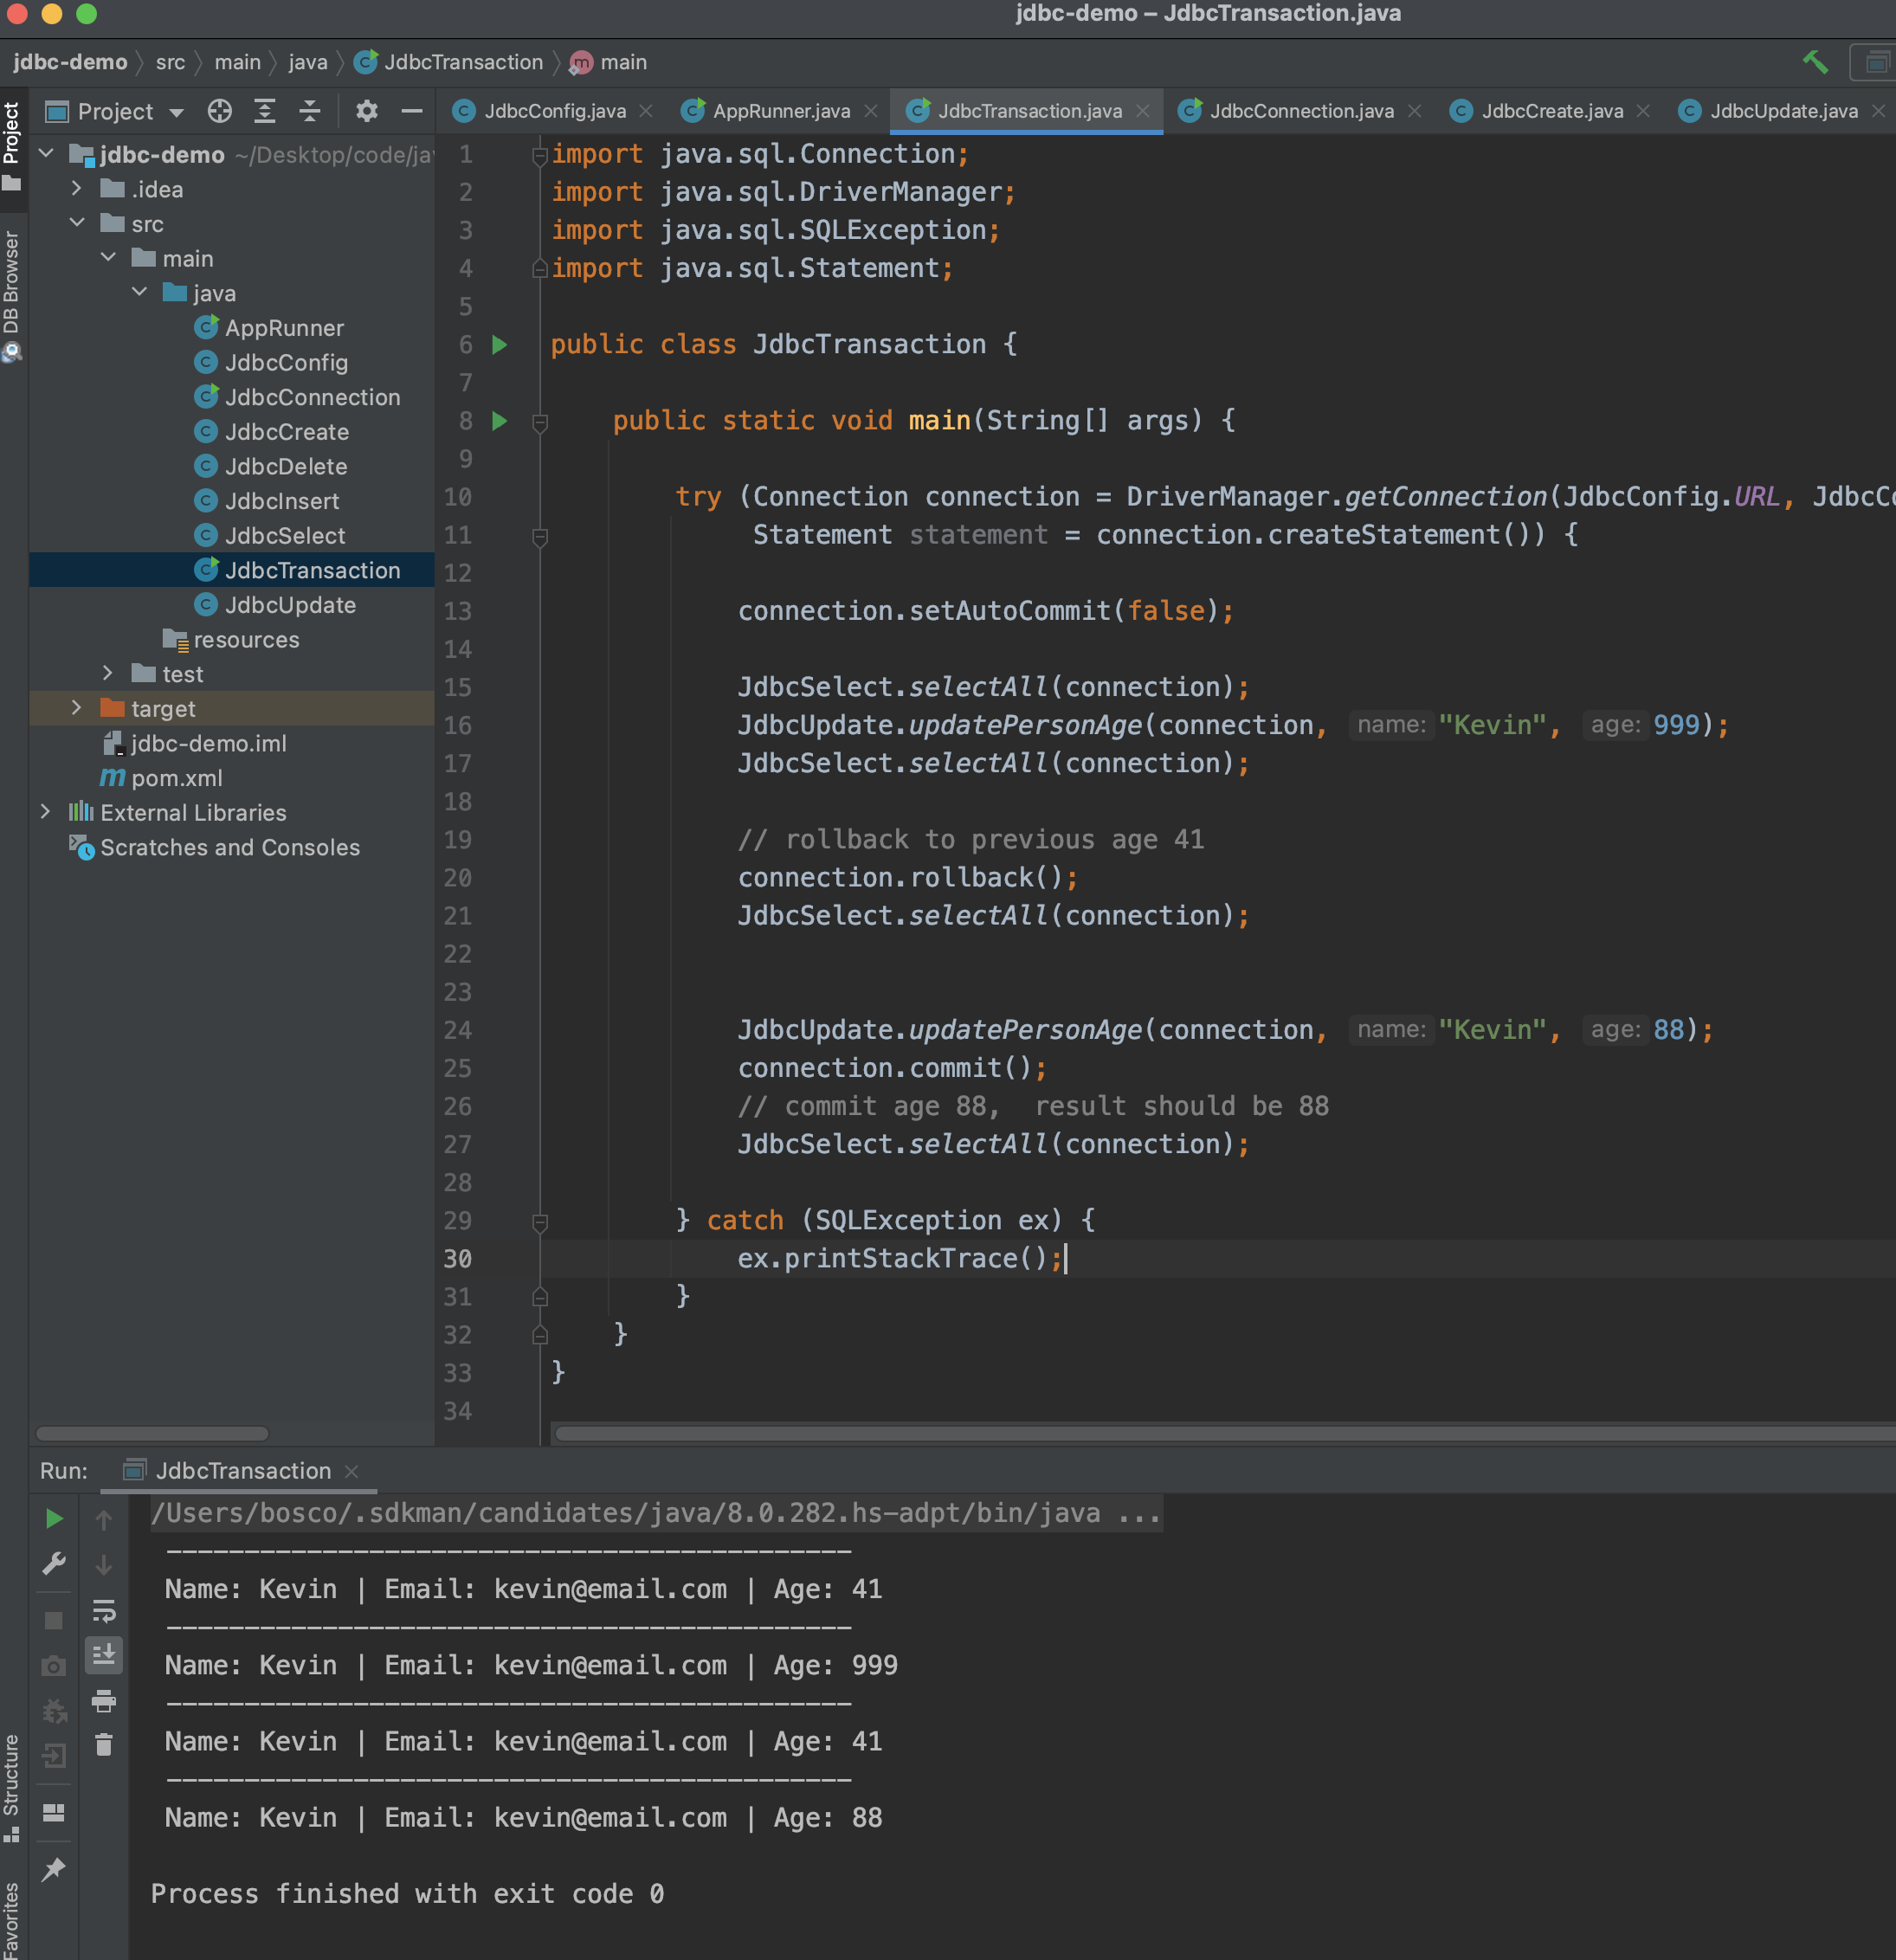 jdbc-demo – JdbcTransaction.java
jdbc-demo src main java JdbcTransaction m main
Project JdbcConfig.java AppRunner.java JdbcTransaction.java JdbcConnection.java JdbcCreate.java JdbcUpdate.java
Project
DB Browser
Structure
Favorites
jdbc-demo ~/Desktop/code/jav
.idea
src
main
java
AppRunner
JdbcConfig
JdbcConnection
JdbcCreate
JdbcDelete
JdbcInsert
JdbcSelect
JdbcTransaction
JdbcUpdate
resources
test
target
jdbc-demo.iml
m pom.xml
External Libraries
Scratches and Consoles
1 import java.sql.Connection;
2 import java.sql.DriverManager;
3 import java.sql.SQLException;
4 import java.sql.Statement;
5
6 public class JdbcTransaction {
7
8 public static void main(String[] args) {
9
10 try (Connection connection = DriverManager.getConnection(JdbcConfig.URL, JdbcCo
11 Statement statement = connection.createStatement()) {
12
13 connection.setAutoCommit(false);
14
15 JdbcSelect.selectAll(connection);
16 JdbcUpdate.updatePersonAge(connection, name: "Kevin", age: 999);
17 JdbcSelect.selectAll(connection);
18
19 // rollback to previous age 41
20 connection.rollback();
21 JdbcSelect.selectAll(connection);
22
23
24 JdbcUpdate.updatePersonAge(connection, name: "Kevin", age: 88);
25 connection.commit();
26 // commit age 88,  result should be 88
27 JdbcSelect.selectAll(connection);
28
29 } catch (SQLException ex) {
30 ex.printStackTrace();
31 }
32 }
33 }
34
Run: JdbcTransaction
/Users/bosco/.sdkman/candidates/java/8.0.282.hs-adpt/bin/java ...
--------------------------------------------
Name: Kevin | Email: kevin@email.com | Age: 41
--------------------------------------------
Name: Kevin | Email: kevin@email.com | Age: 999
--------------------------------------------
Name: Kevin | Email: kevin@email.com | Age: 41
--------------------------------------------
Name: Kevin | Email: kevin@email.com | Age: 88
Process finished with exit code 0